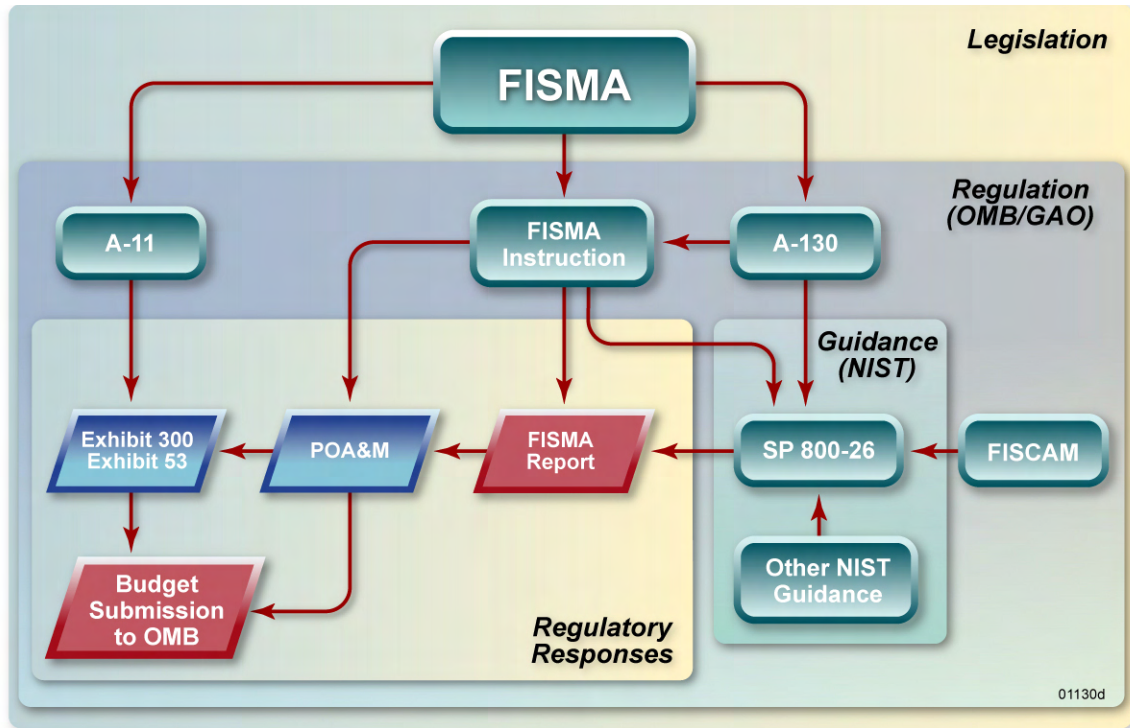 Legislation
FISMA
Regulation
(OMB/GAO)
A-11
FISMA
Instruction
A-130
Guidance
(NIST)
Exhibit 300
Exhibit 53
POA&M
FISMA
Report
SP 800-26
FISCAM
Budget
Submission
to OMB
Other NIST
Guidance
Regulatory
Responses
01130d